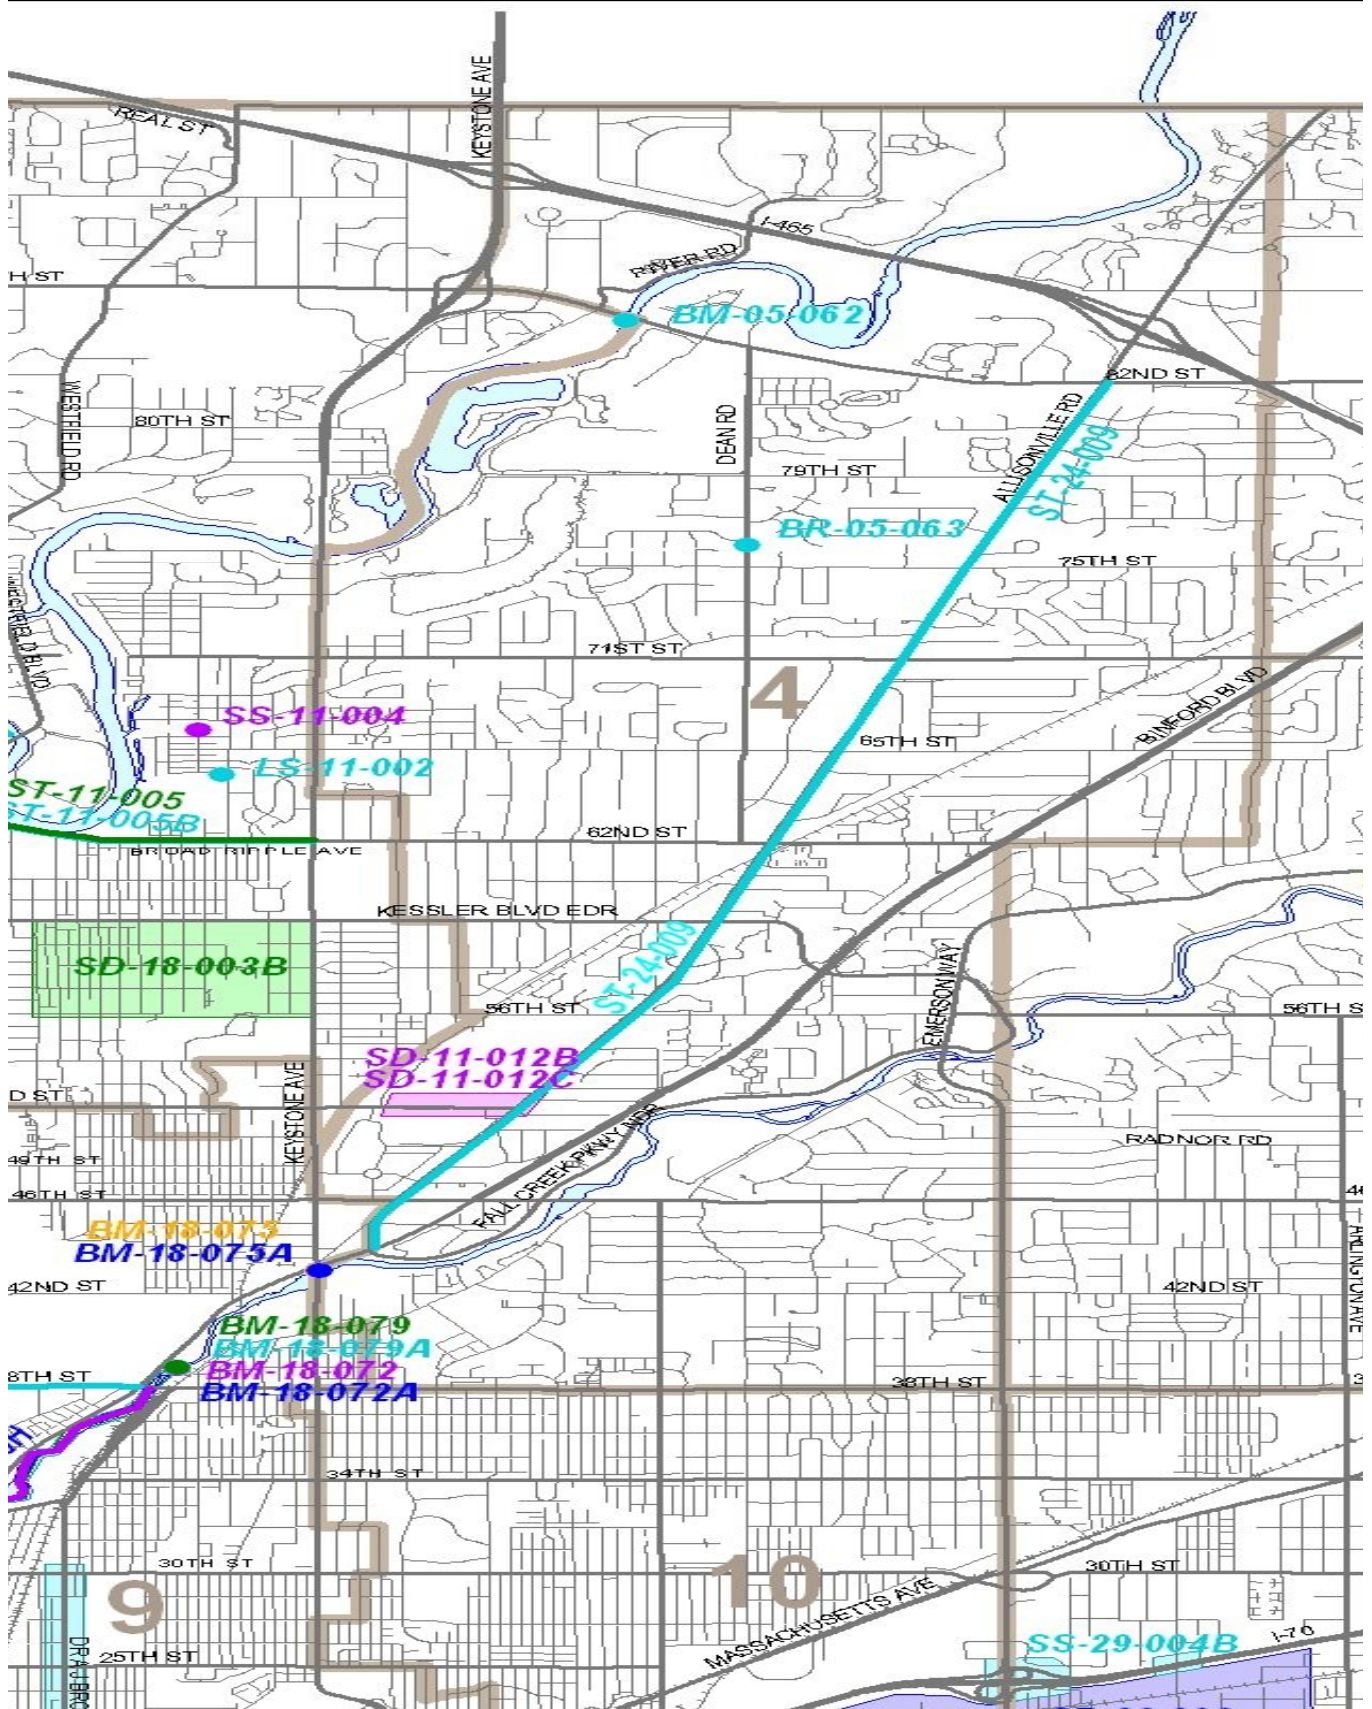 KEYSTONE AVE
REAL ST
I-465
RIVER RD
H ST
BM-05-062
82ND ST
WESTFIELD RD
80TH ST
DEAN RD
ALLISONVILLE RD
ST-24-009
79TH ST
BR-05-063
75TH ST
71ST ST
4
BINFORD BLVD
SS-11-004
65TH ST
LS-11-002
ST-11-005
ST-11-005B
62ND ST
BROAD RIPPLE AVE
KESSLER BLVD EDR
ST-24-009
SD-18-003B
EMERSON WAY
56TH ST
56TH S
SD-11-012B
SD-11-012C
KEYSTONE AVE
D ST
FALL CREEK PKWY NDR
RADNOR RD
49TH ST
46TH ST
BM-18-075A
42ND ST
42ND ST
ARLINGTON AVE
BM-18-079
BM-18-079A
BM-18-072
8TH ST
38TH ST
BM-18-072A
34TH ST
30TH ST
30TH ST
9
10
MASSACHUSETTS AVE
SS-29-004B
I-70
25TH ST